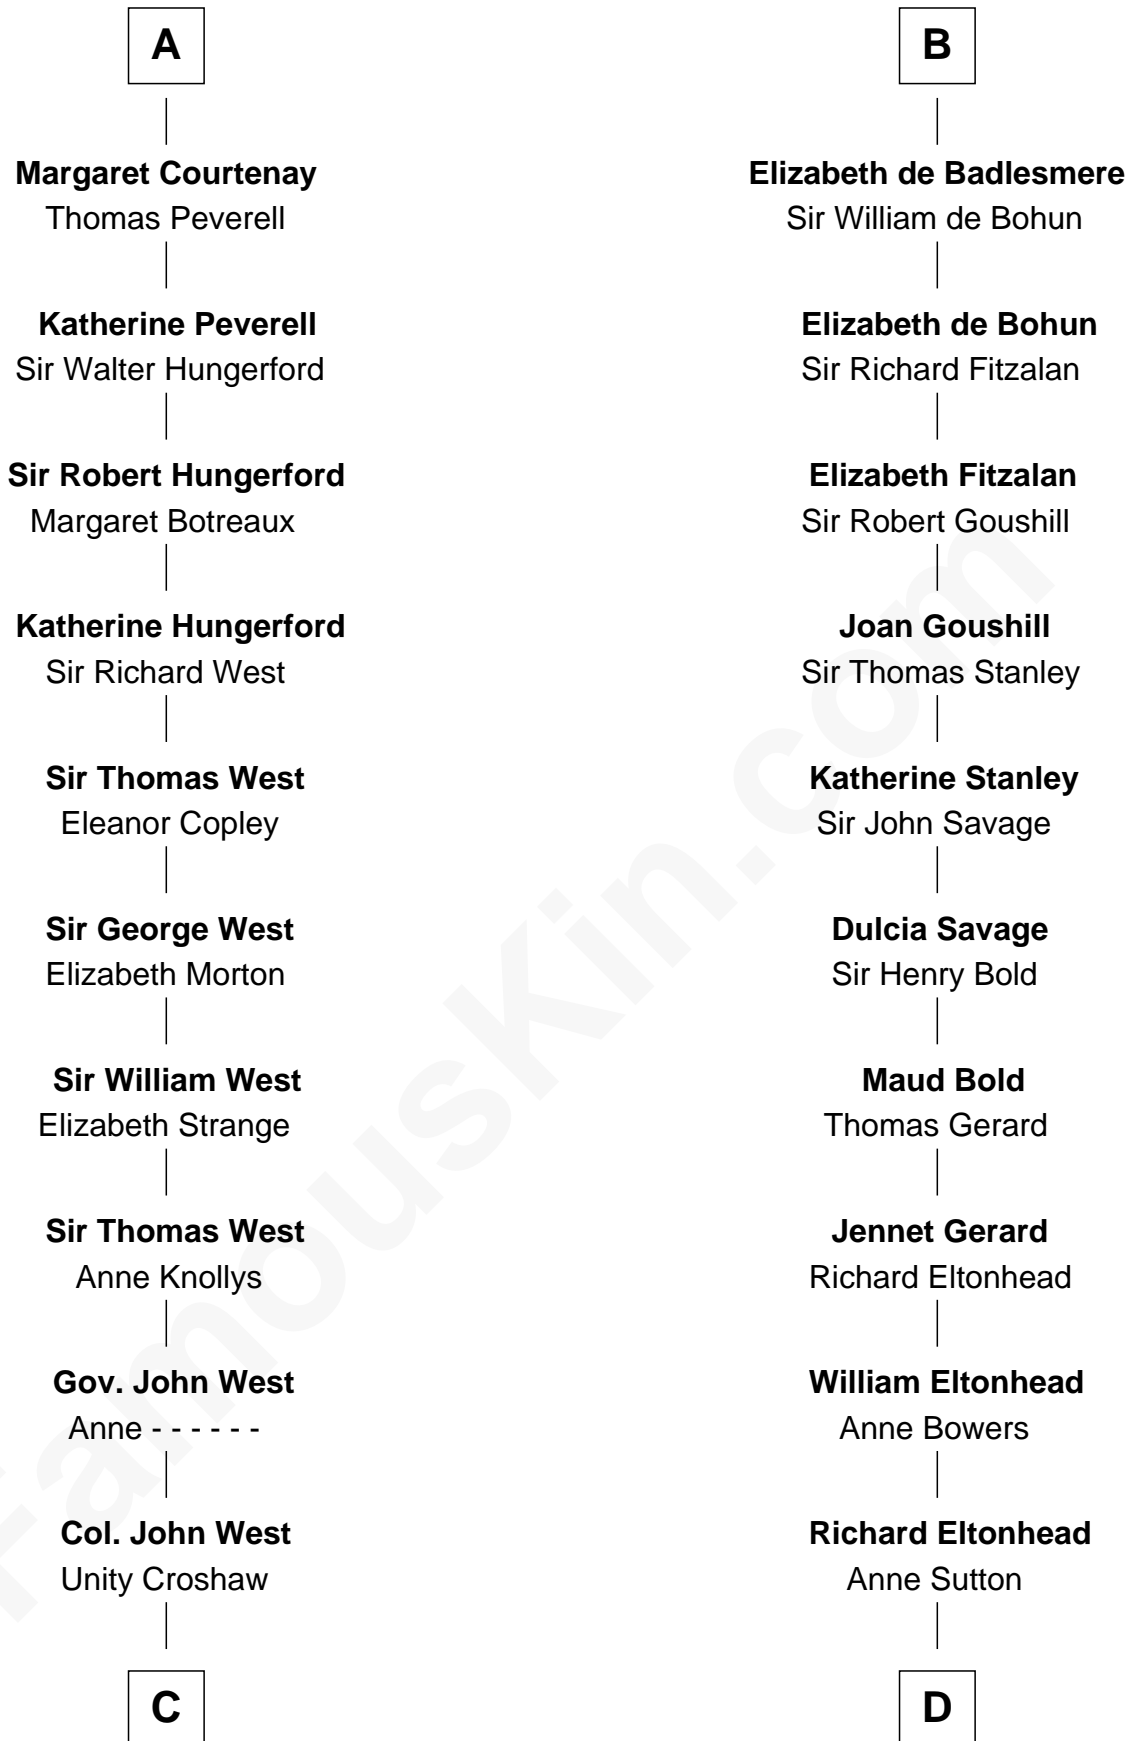 A
Margaret Courtenay
Thomas Peverell
Katherine Peverell
Sir Walter Hungerford
Sir Robert Hungerford
Margaret Botreaux
Katherine Hungerford
Sir Richard West
Sir Thomas West
Eleanor Copley
Sir George West
Elizabeth Morton
Sir William West
Elizabeth Strange
Sir Thomas West
Anne Knollys
Gov. John West
Anne - - - - - -
Col. John West
Unity Croshaw
C
B
Elizabeth de Badlesmere
Sir William de Bohun
Elizabeth de Bohun
Sir Richard Fitzalan
Elizabeth Fitzalan
Sir Robert Goushill
Joan Goushill
Sir Thomas Stanley
Katherine Stanley
Sir John Savage
Dulcia Savage
Sir Henry Bold
Maud Bold
Thomas Gerard
Jennet Gerard
Richard Eltonhead
William Eltonhead
Anne Bowers
Richard Eltonhead
Anne Sutton
D
FamousKin.com